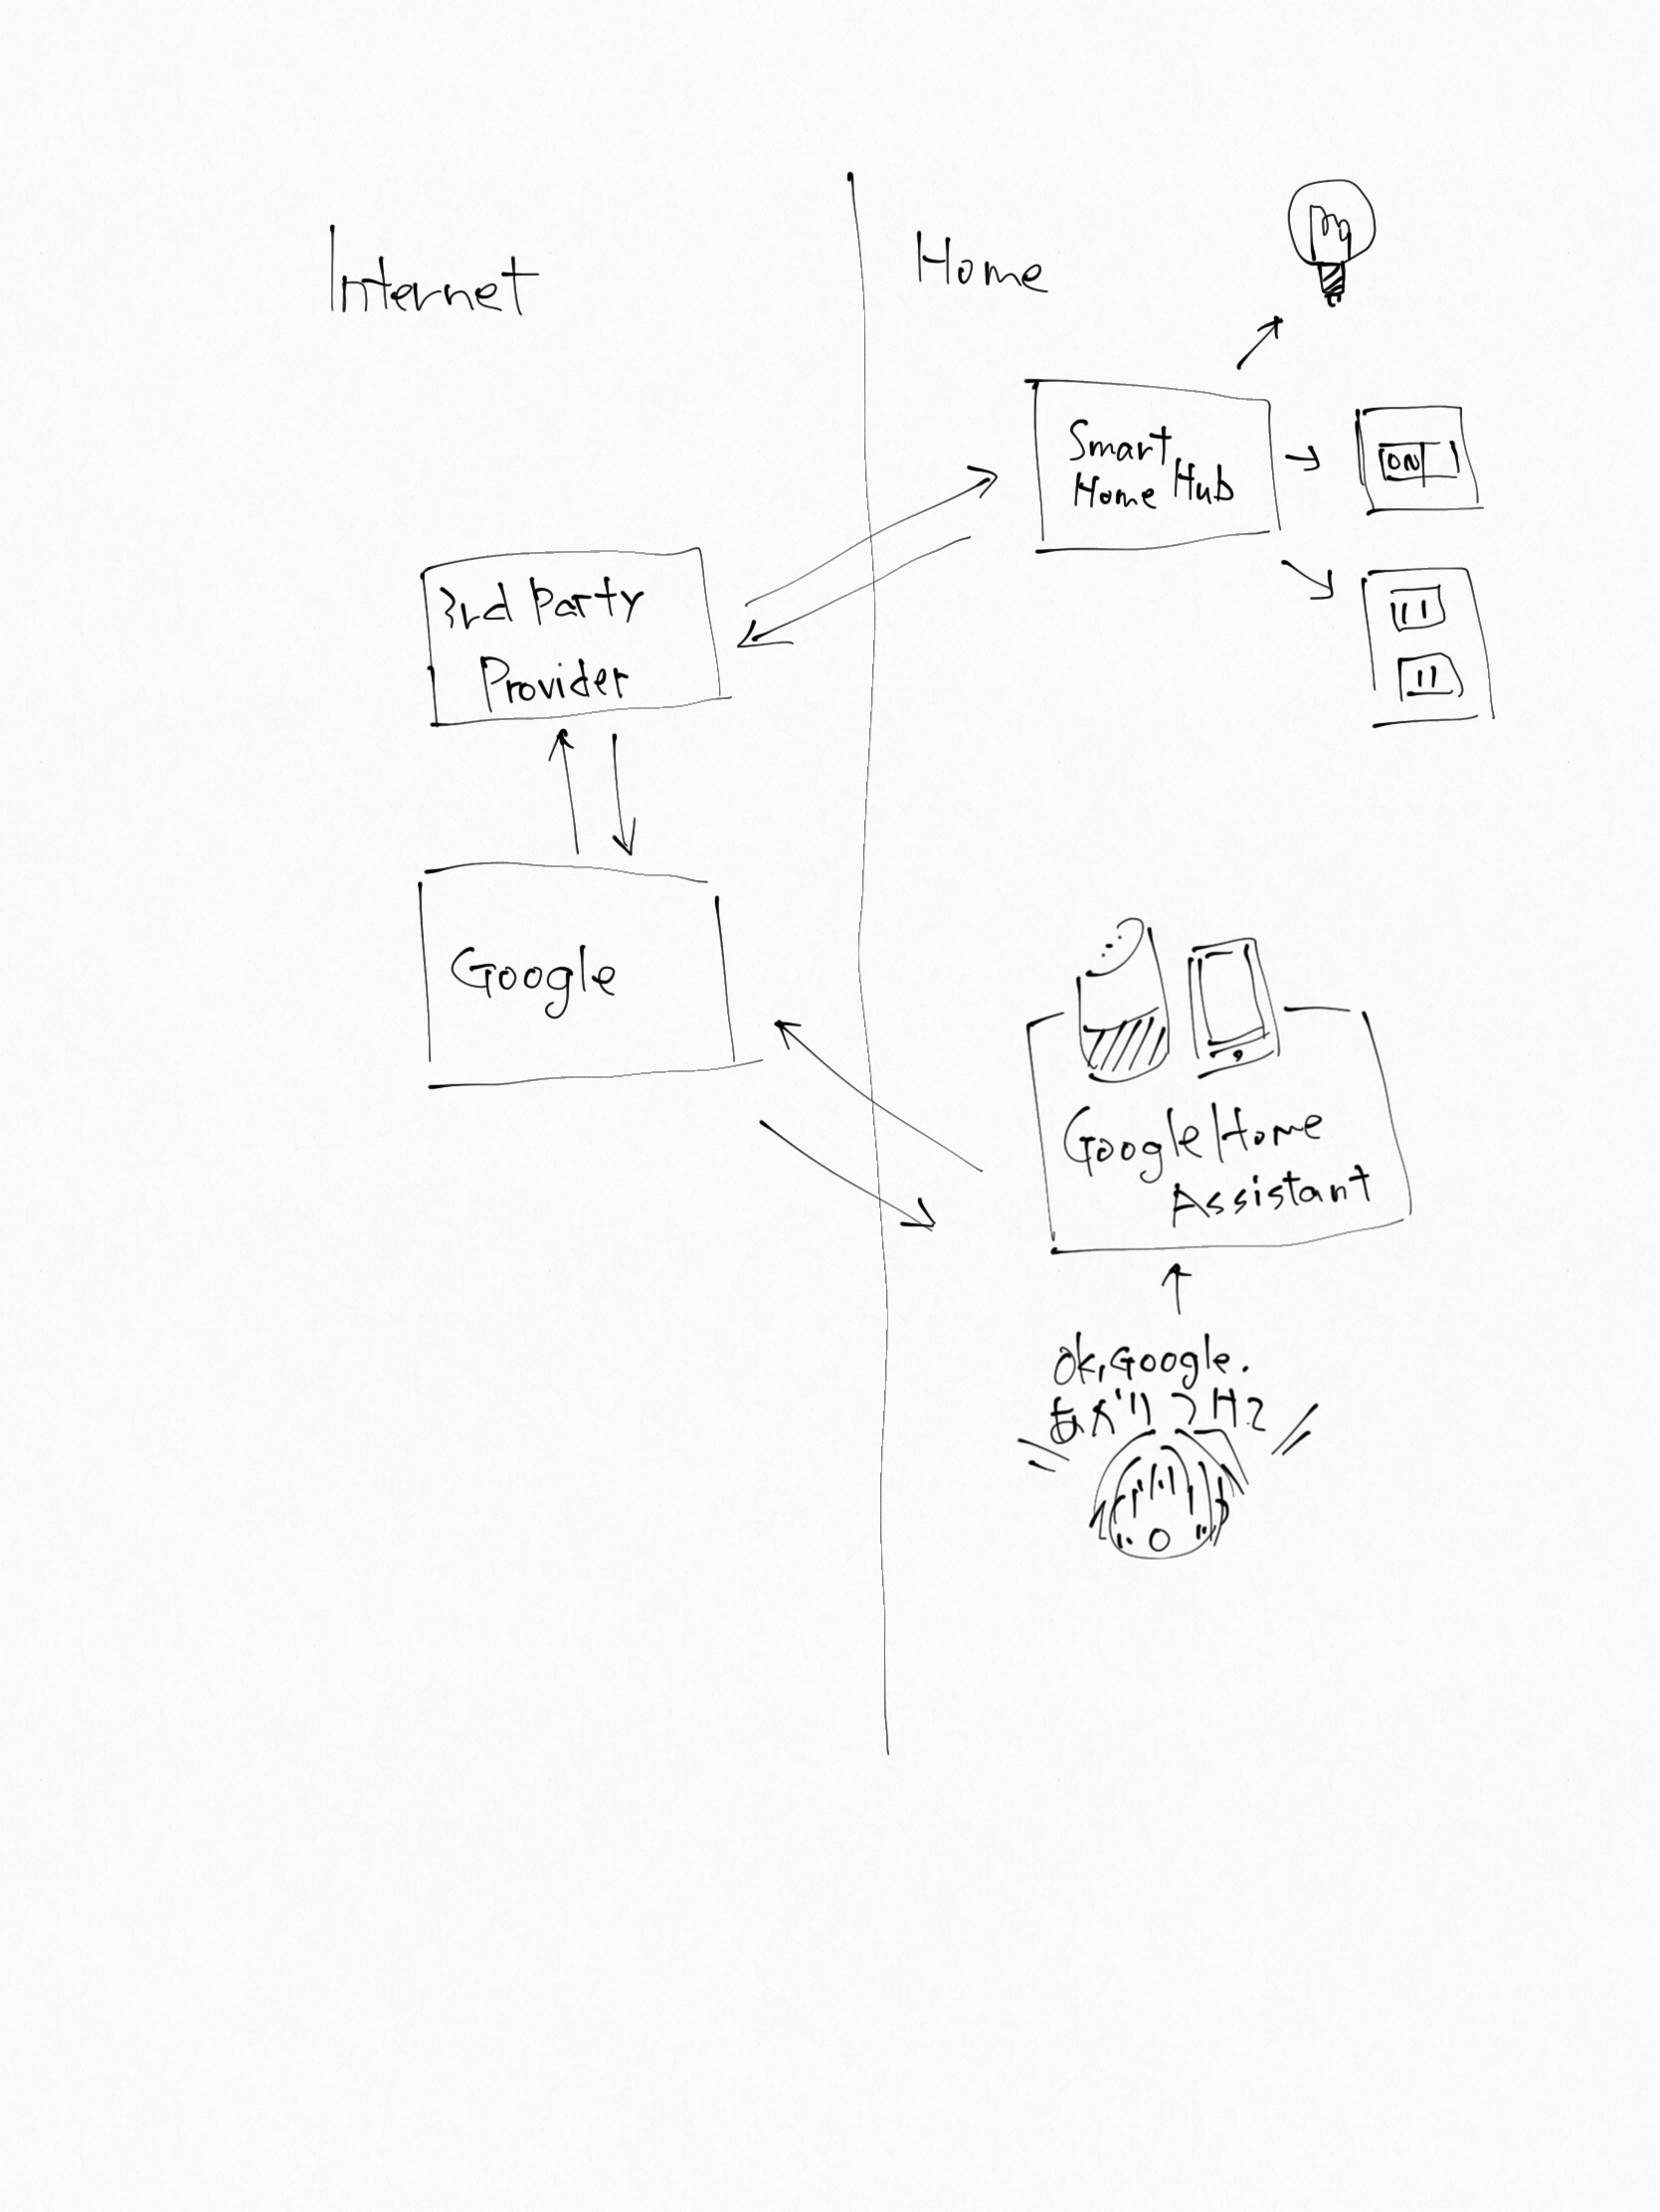 Internet
Home
Smart
Home Hub
ON
3rd Party
Provider
Google
Google Home
Assistant
Ok, Google.
あかりつけて